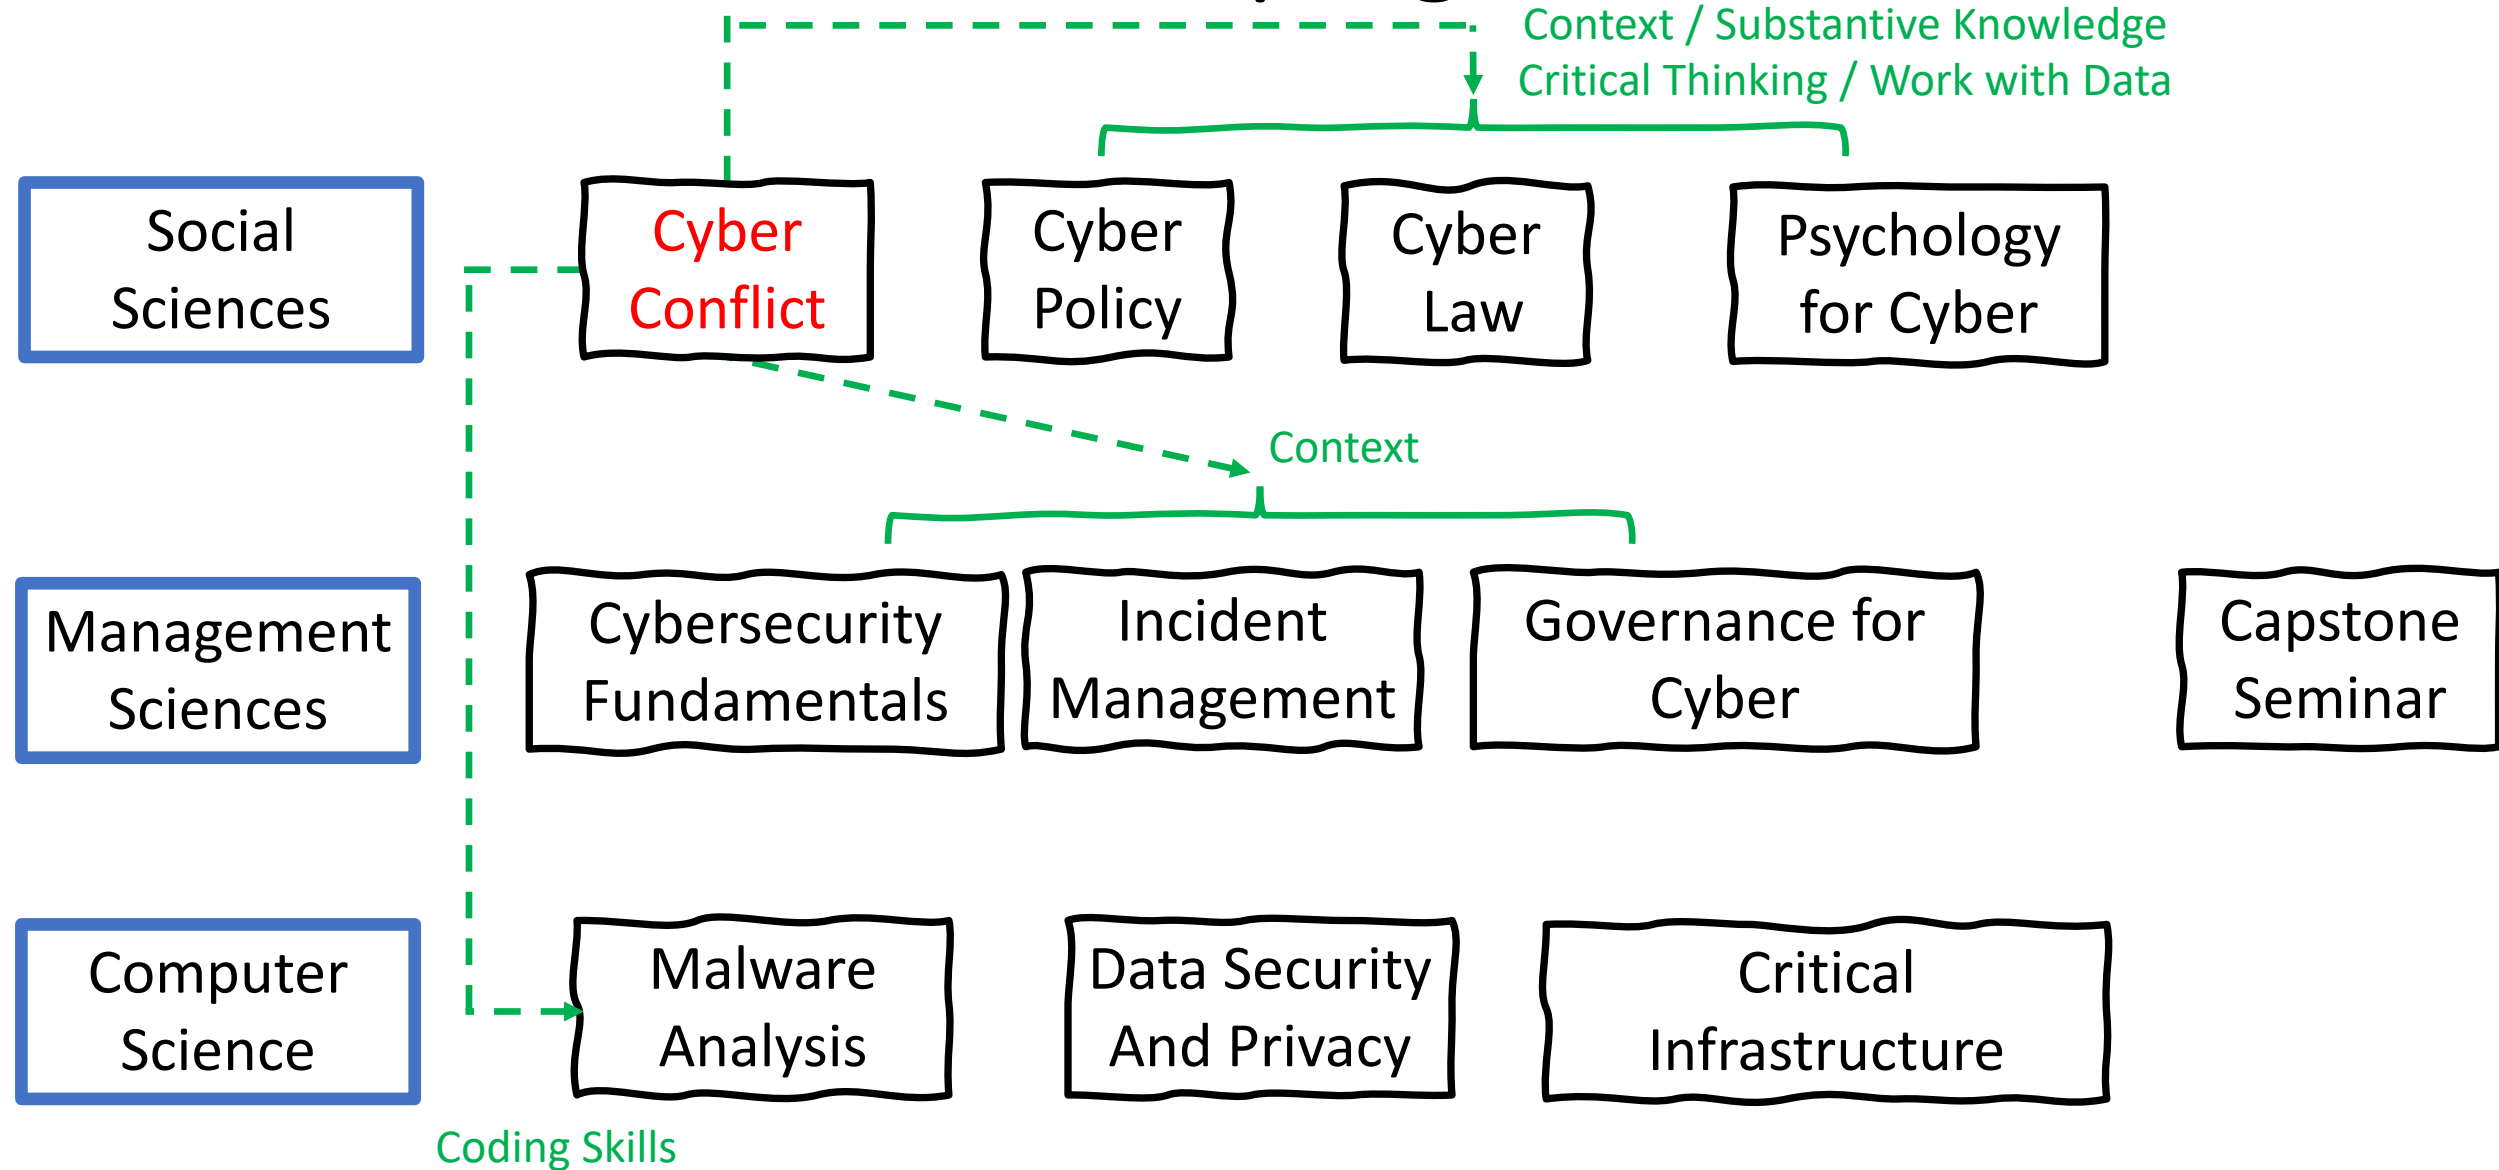 Context / Substantive Knowledge
Critical Thinking / Work with Data
Social
Sciences
Cyber
Conflict
Cyber
Policy
Cyber
Law
Psychology
for Cyber
Context
Management
Sciences
Cybersecurity
Fundamentals
Incident
Management
Governance for
Cyber
Capstone
Seminar
Computer
Science
Malware
Analysis
Data Security
And Privacy
Critical
Infrastructure
Coding Skills